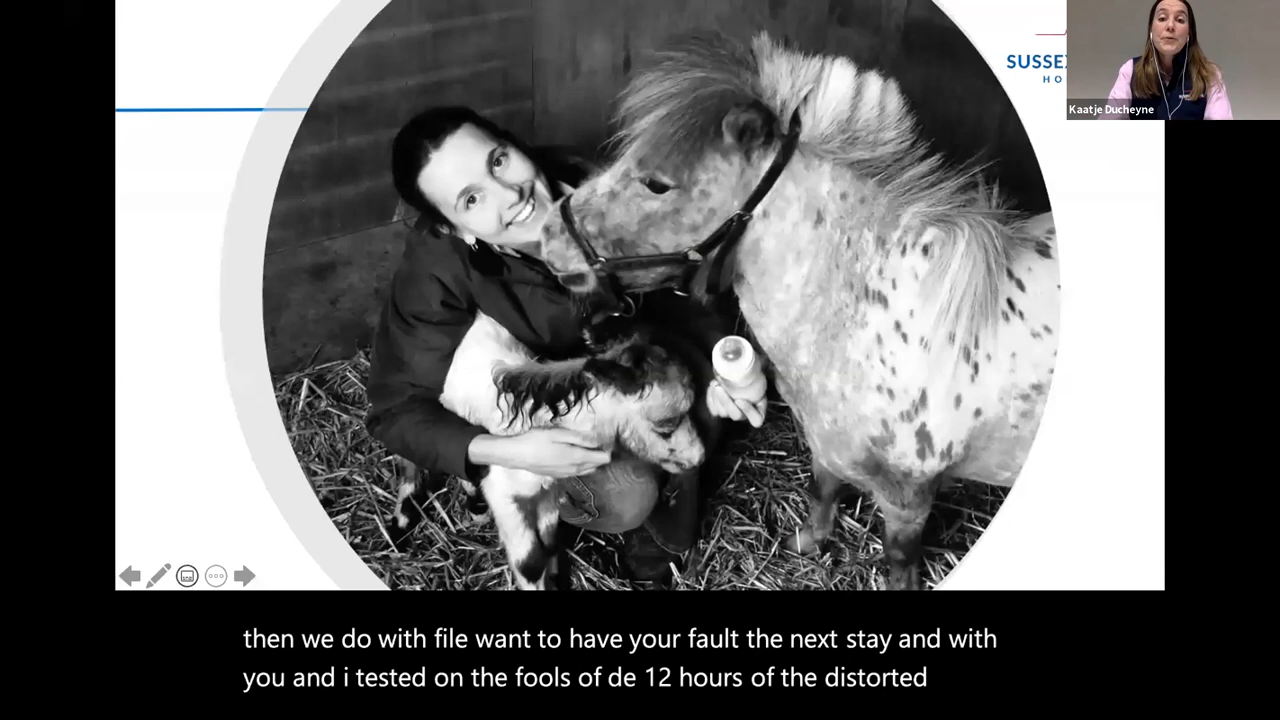 SUSSE
HO
Kaatje Ducheyne
then we do with file want to have your fault the next stay and with
you and i tested on the fools of de 12 hours of the distorted